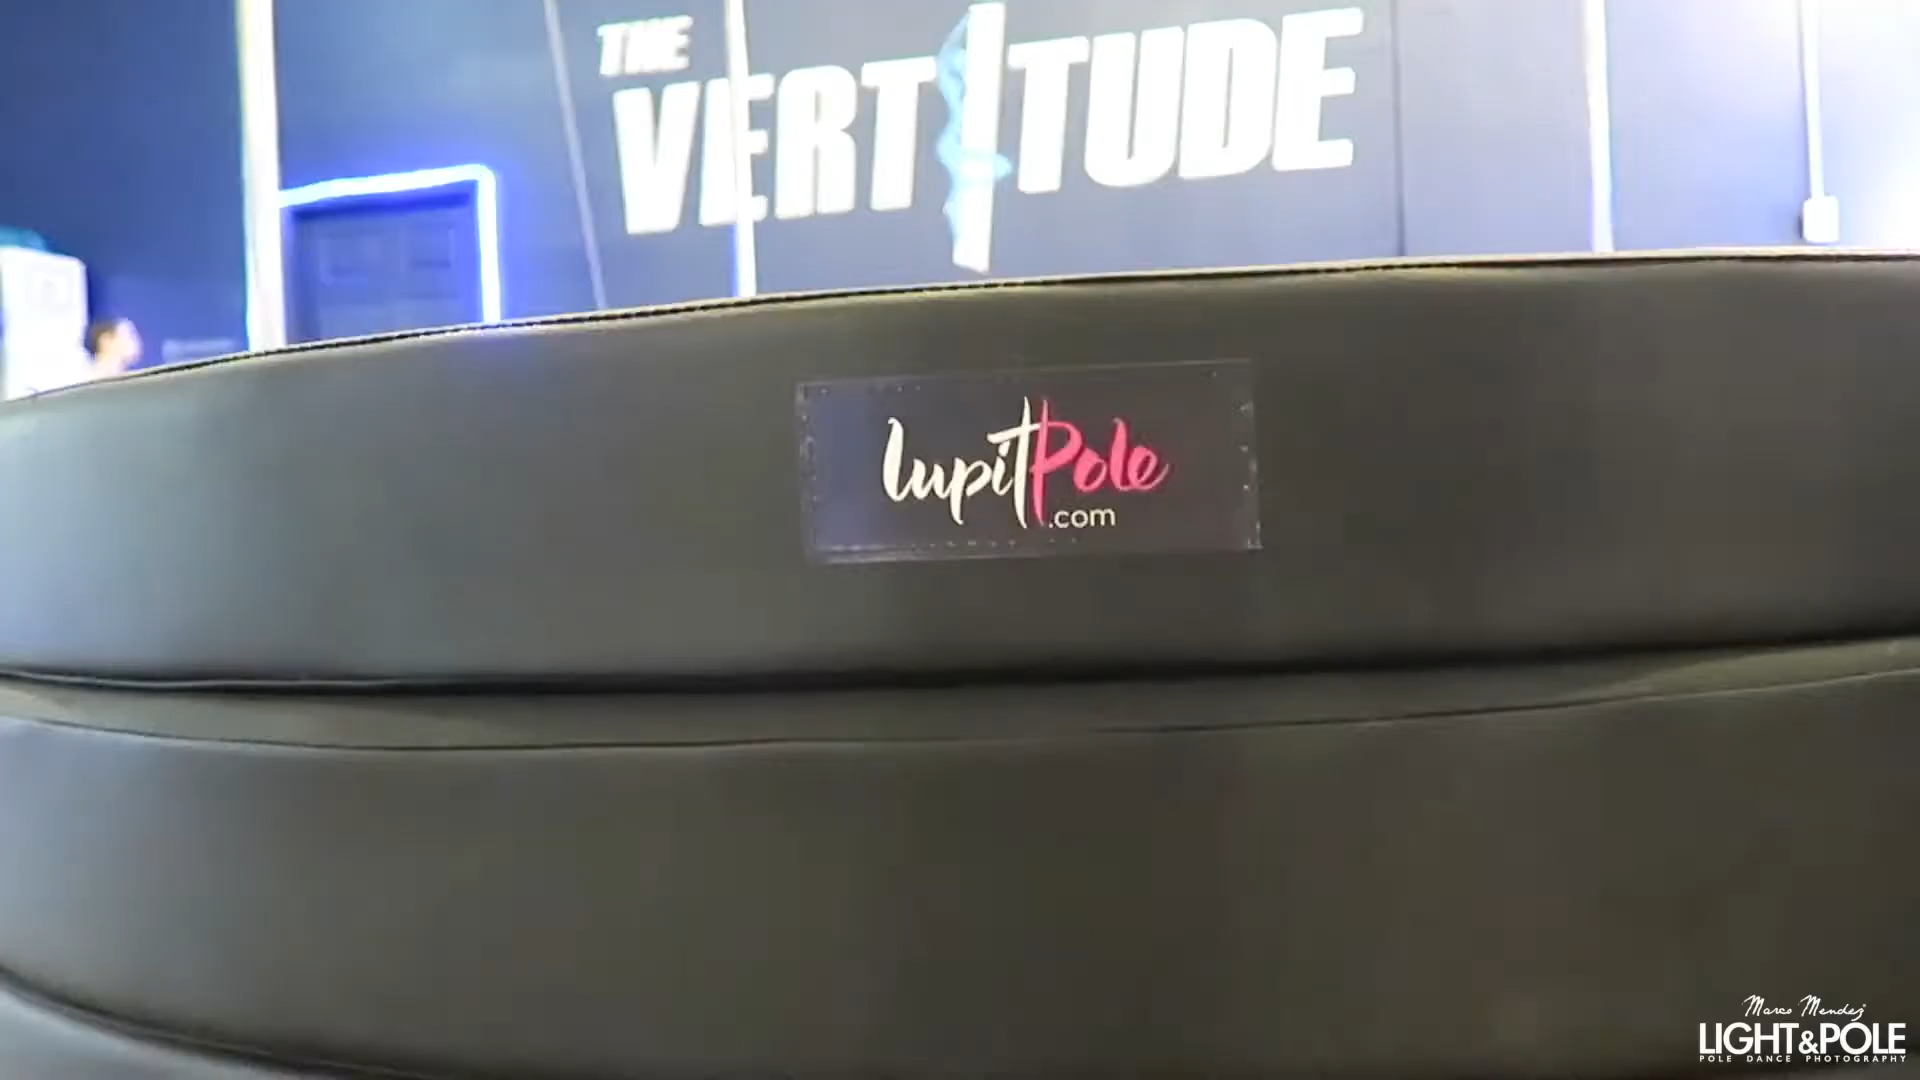 THE
VERTITUDE
LupitPole
.com
Marco Mendez
LIGHT&POLE
POLE DANCE PHOTOGRAPHY